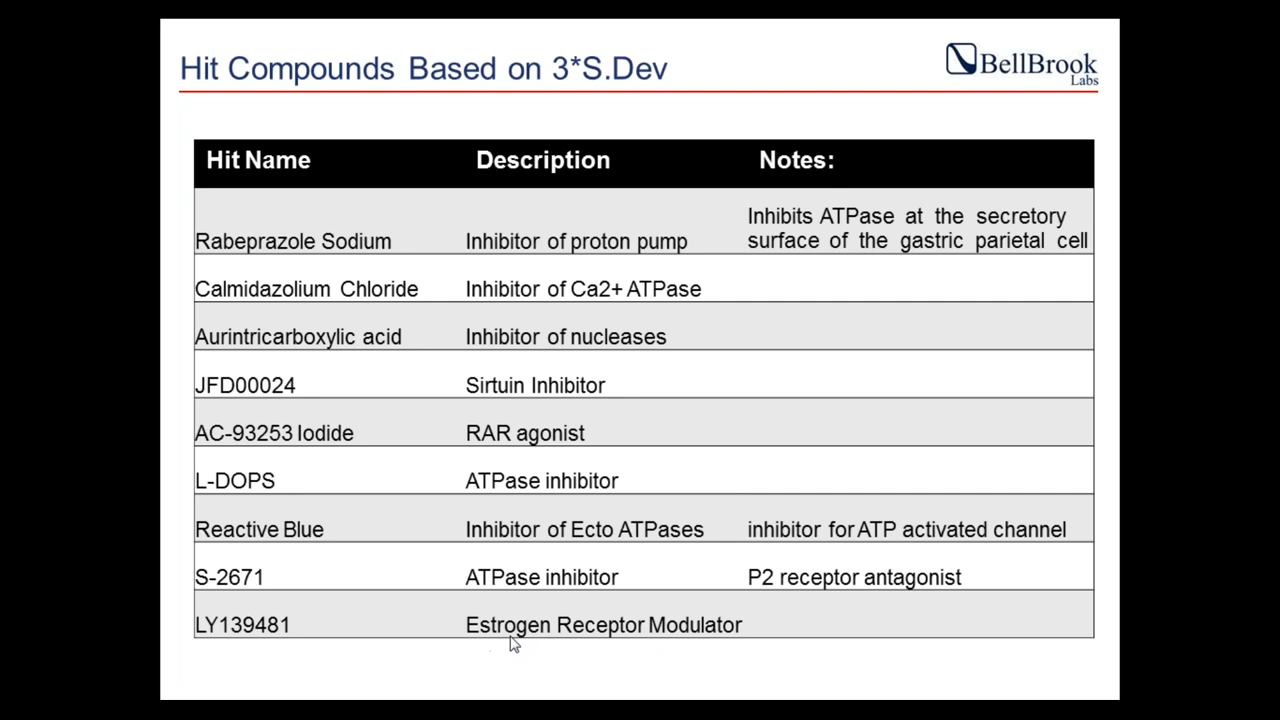 Hit Compounds Based on 3*S.Dev
BellBrook
Labs
Hit Name Description Notes:
Rabeprazole Sodium Inhibitor of proton pump Inhibits ATPase at the secretory
surface of the gastric parietal cell
Calmidazolium Chloride Inhibitor of Ca2+ ATPase
Aurintricarboxylic acid Inhibitor of nucleases
JFD00024 Sirtuin Inhibitor
AC-93253 Iodide RAR agonist
L-DOPS ATPase inhibitor
Reactive Blue Inhibitor of Ecto ATPases inhibitor for ATP activated channel
S-2671 ATPase inhibitor P2 receptor antagonist
LY139481 Estrogen Receptor Modulator